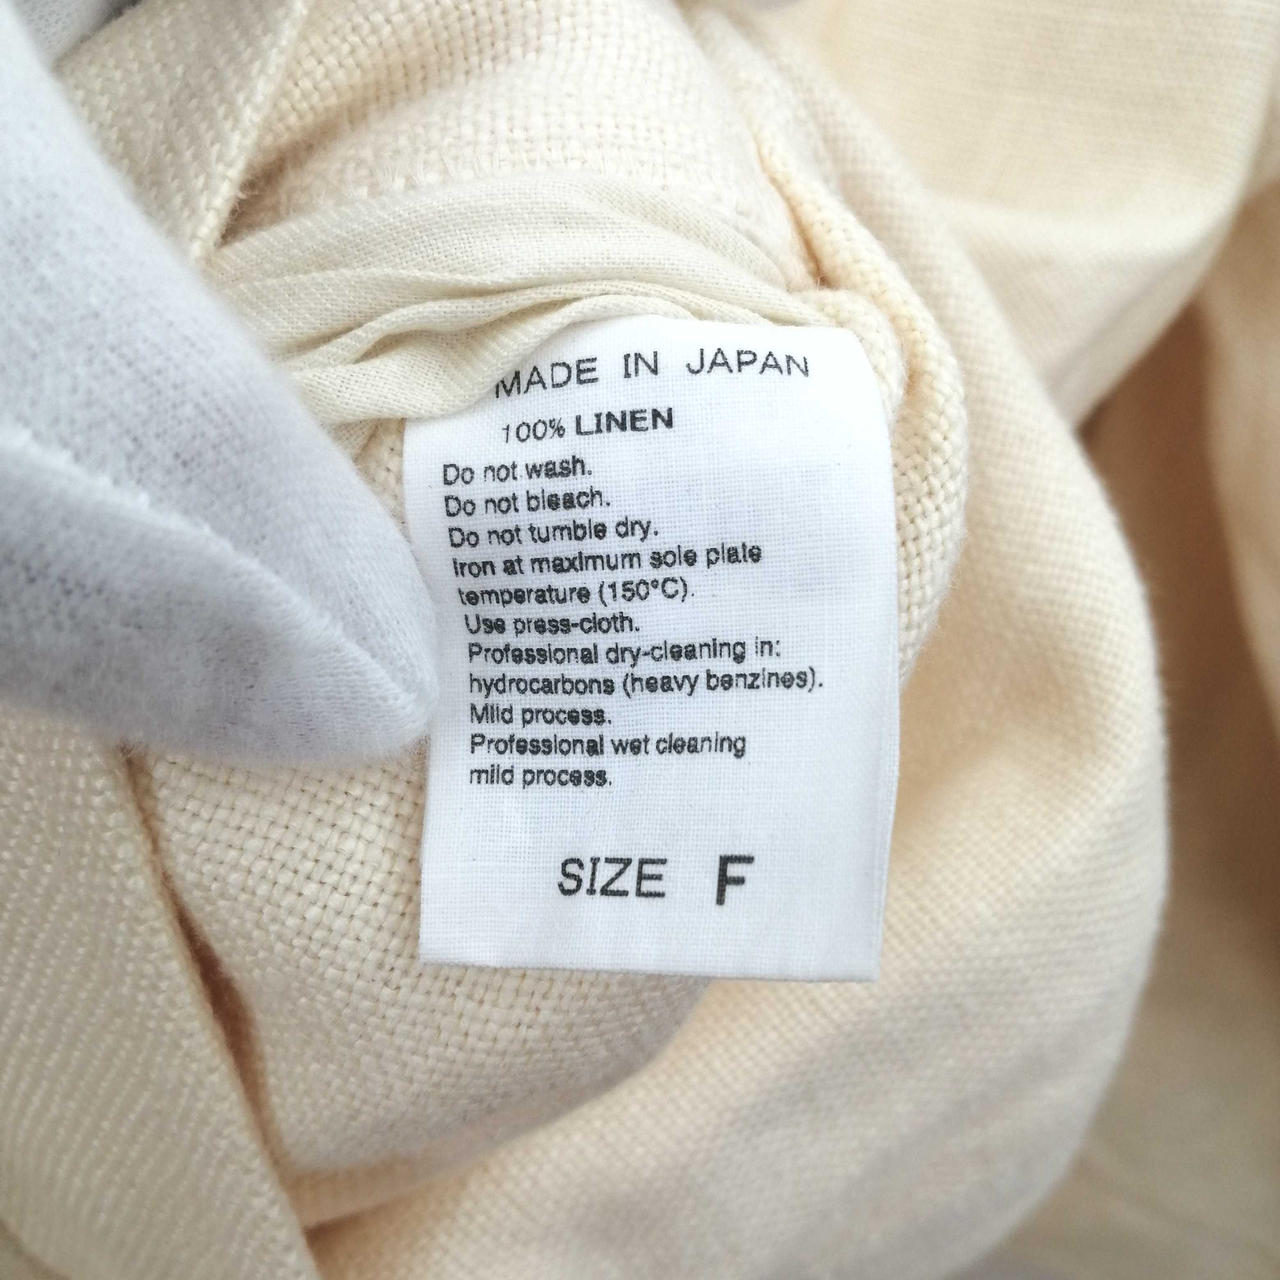 MADE IN JAPAN
100% LINEN
Do not wash.
Do not bleach.
Do not tumble dry.
Iron at maximum sole plate
temperature (150°C).
Use press-cloth.
Professional dry-cleaning in:
hydrocarbons (heavy benzines).
Mild process.
Professional wet cleaning
mild process.
SIZE F